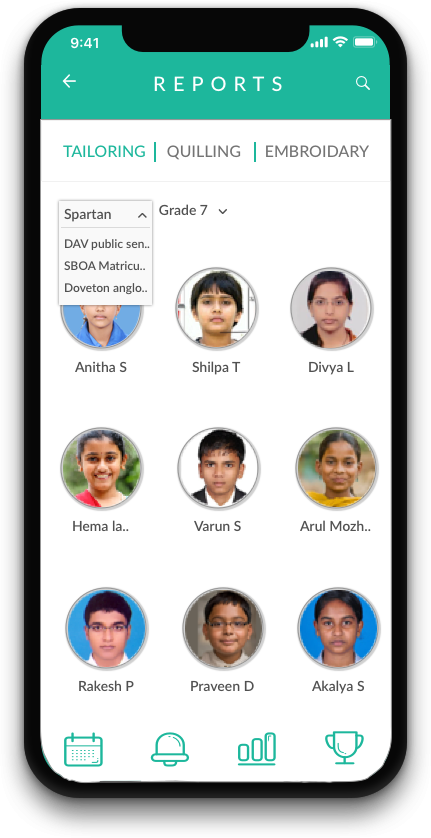 9:41
REPORTS
TAILORING QUILLING EMBROIDARY
Spartan
Grade 7
DAV public sen..
SBOA Matricu..
Doveton anglo..
Anitha S Shilpa T Divya L
Hema la.. Varun S Arul Mozh..
Rakesh P Praveen D Akalya S